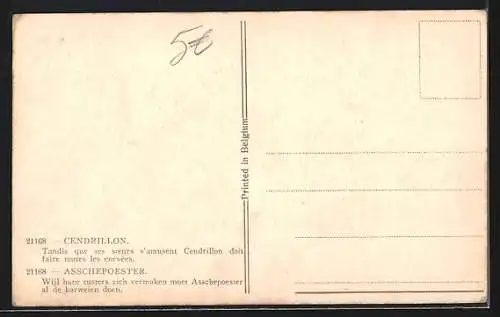 5€
Printed in Belgium
21168 — CENDRILLON.
Tandis que ses sœurs s'amusent Cendrillon doit
faire toutes les corvées.
21168 — ASSCHEPOESTER.
Wijl hare zusters zich vermaken moet Asschepoester
al de karweien doen.